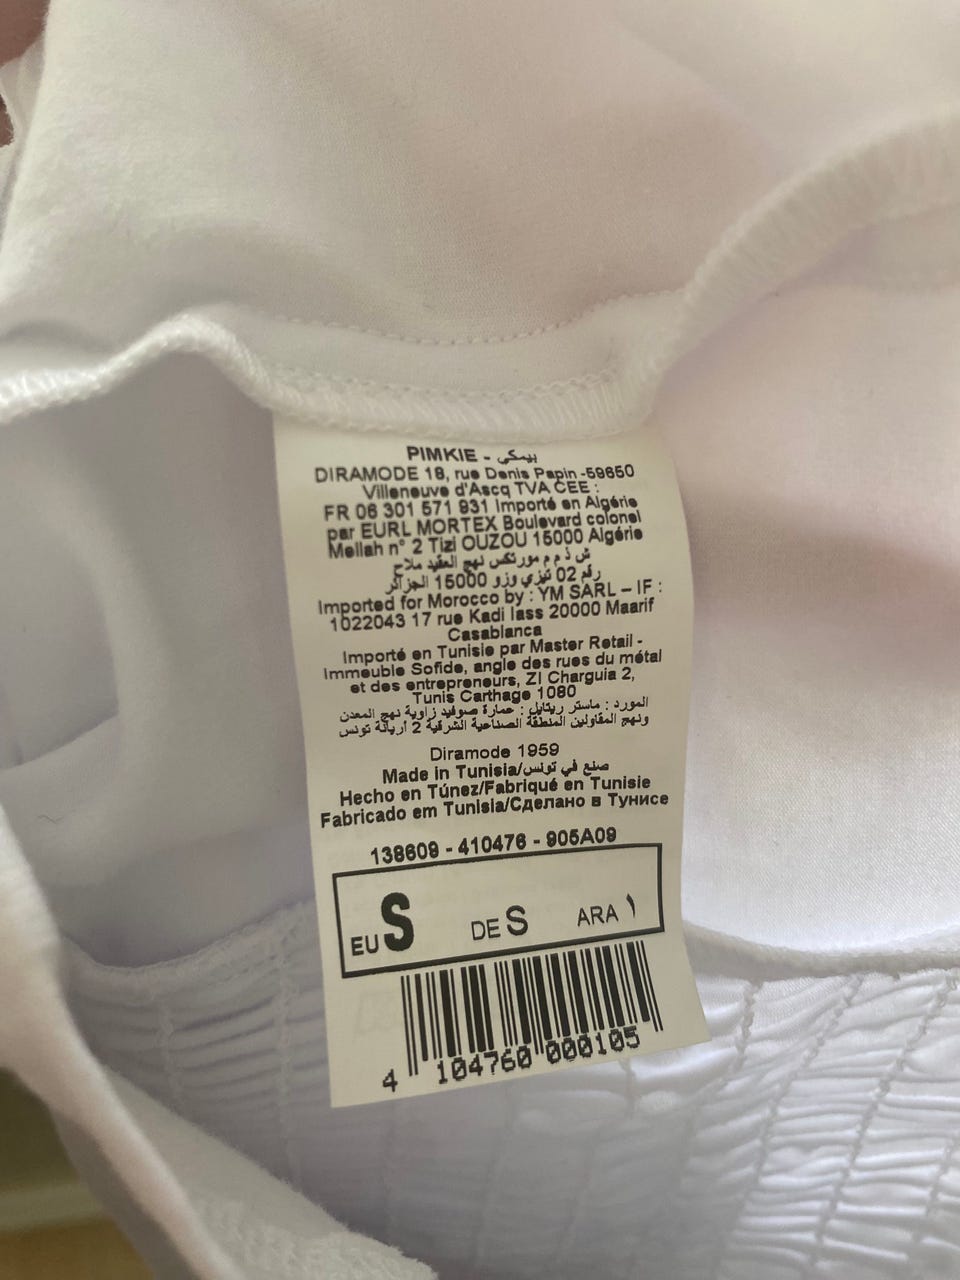 PIMKIE - بيمكي
DIRAMODE 18, rue Denis Papin -59650
Villeneuve d'Ascq TVA CEE :
FR 06 301 571 931 Importé en Algérie
par EURL MORTEX Boulevard colonel
Mellah n° 2 Tizi OUZOU 15000 Algérie
ش ذ م م مورتكس نهج العقيد ملاح
رقم 02 تيزي وزو 15000 الجزائر
Imported for Morocco by : YM SARL – IF :
1022043 17 rue Kadi Iass 20000 Maarif
Casablanca
Importé en Tunisie par Master Retail -
Immeuble Sofide, angle des rues du métal
et des entrepreneurs, ZI Charguia 2,
Tunis Carthage 1080
المورد : ماستر ريتايل : عمارة صوفيد زاوية نهج المعدن
ونهج المقاولين المنطقة الصناعية الشرقية 2 أريانة تونس
Diramode 1959
Made in Tunisia/صنع في تونس
Hecho en Túnez/Fabriqué en Tunisie
Fabricado em Tunisia/Сделано в Тунисе
138609 - 410476 - 905A09
EU S DE S ARA ١
4 104760 000105